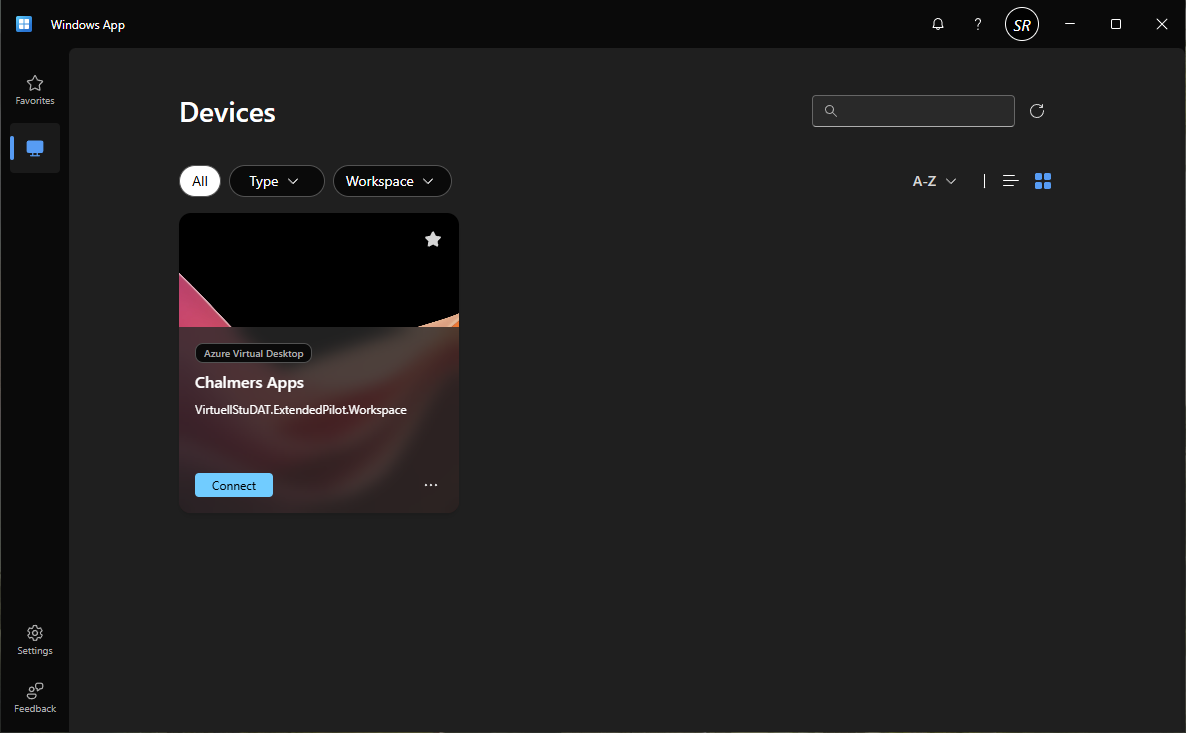 Windows App
?
SR
Favorites
Devices
All
Type
Workspace
A-Z
Azure Virtual Desktop
Chalmers Apps
VirtuellStuDAT.ExtendedPilot.Workspace
Connect
Settings
Feedback